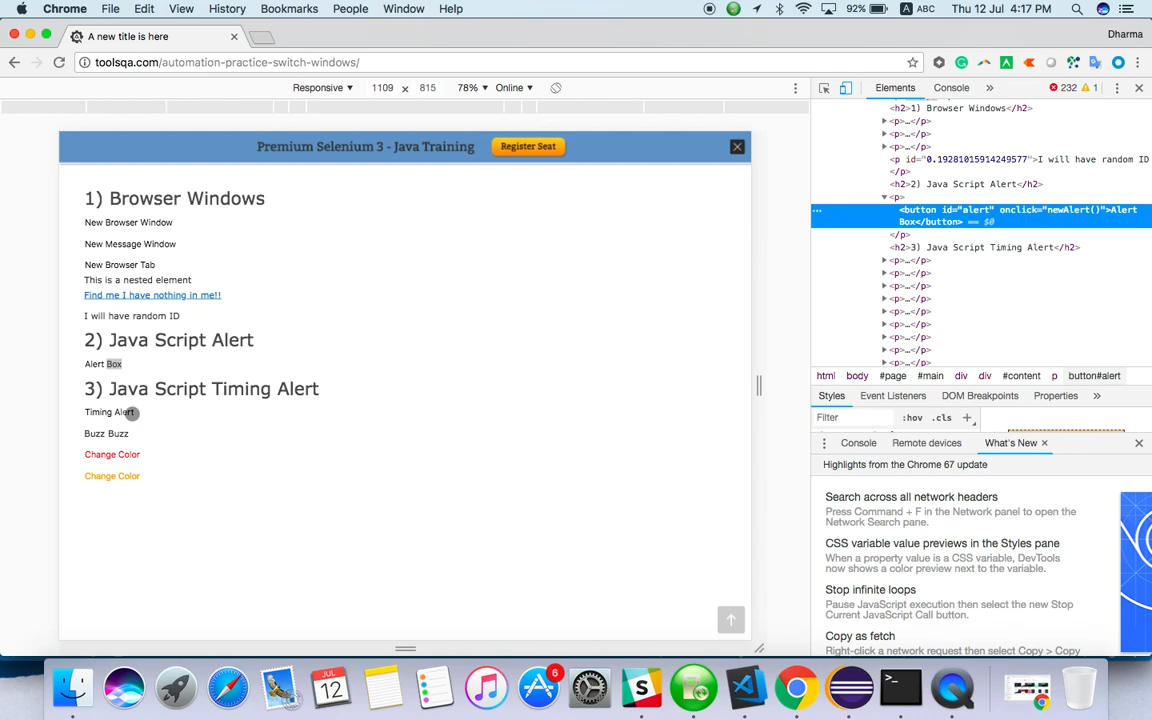 Chrome File Edit View History Bookmarks People Window Help 92% A ABC Thu 12 Jul 4:17 PM
A new title is here × Dharma
toolsqa.com/automation-practice-switch-windows/
Responsive ▾ 1109 × 815 78% ▾ Online ▾
Elements Console » 232 1
Premium Selenium 3 - Java Training Register Seat
1) Browser Windows
New Browser Window
New Message Window
New Browser Tab
This is a nested element
Find me I have nothing in me!!
I will have random ID
2) Java Script Alert
Alert Box
3) Java Script Timing Alert
Timing Alert
Buzz Buzz
Change Color
Change Color
<h2>1) Browser Windows</h2>
▸<p>…</p>
▸<p>…</p>
▸<p>…</p>
<p id="0.19281015914249577">I will have random ID
</p>
<h2>2) Java Script Alert</h2>
▾<p>
… <button id="alert" onclick="newAlert()">Alert
Box</button> == $0
</p>
<h2>3) Java Script Timing Alert</h2>
▸<p>…</p>
▸<p>…</p>
▸<p>…</p>
▸<p>…</p>
▸<p>…</p>
▸<p>…</p>
▸<p>…</p>
▸<p>…</p>
▸<p>…</p>
html body #page #main div div #content p button#alert
Styles Event Listeners DOM Breakpoints Properties »
Filter :hov .cls +
Console Remote devices What's New ×
Highlights from the Chrome 67 update
Search across all network headers
Press Command + F in the Network panel to open the
Network Search pane.
CSS variable value previews in the Styles pane
When a property value is a CSS variable, DevTools
now shows a color preview next to the variable.
Stop infinite loops
Pause JavaScript execution then select the new Stop
Current JavaScript Call button.
Copy as fetch
Right-click a network request then select Copy > Copy
JUL
12
6
S
>_